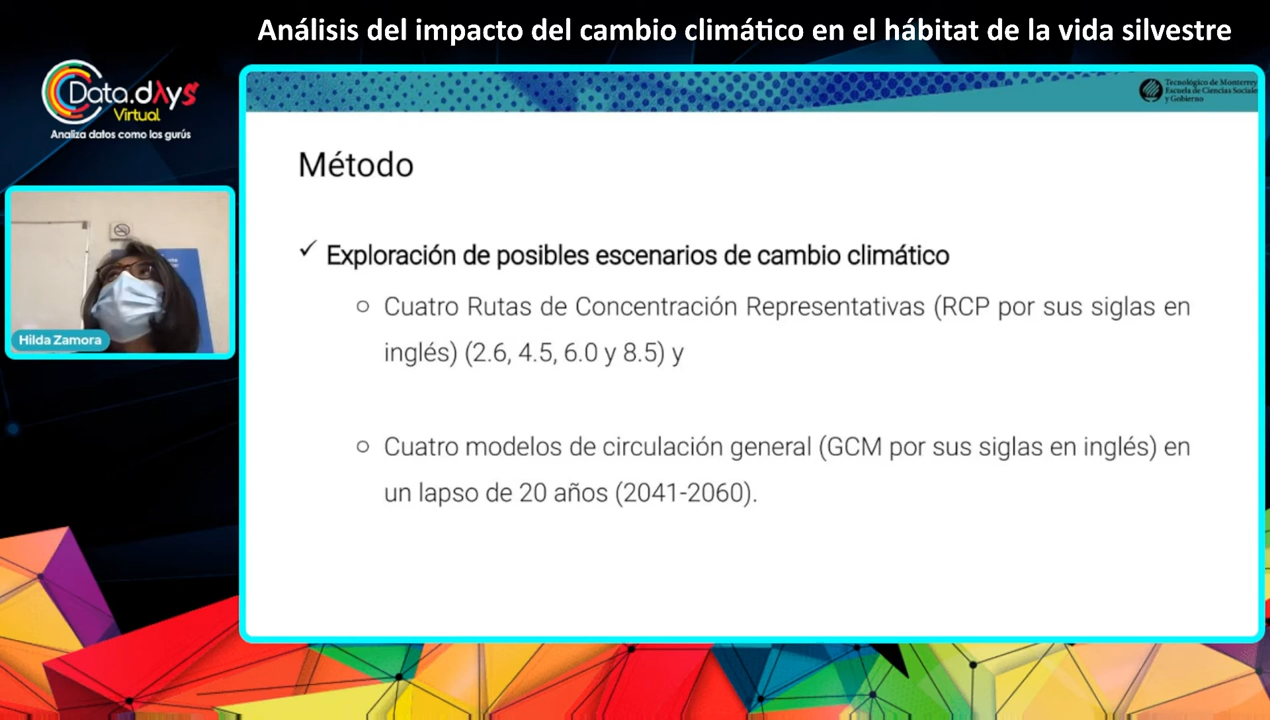 Análisis del impacto del cambio climático en el hábitat de la vida silvestre
Data.dAys
Virtual
Analiza datos como los gurús
Tecnológico de Monterrey
Escuela de Ciencias Sociales
y Gobierno
Método
✓ Exploración de posibles escenarios de cambio climático
o Cuatro Rutas de Concentración Representativas (RCP por sus siglas en
inglés) (2.6, 4.5, 6.0 y 8.5) y
o Cuatro modelos de circulación general (GCM por sus siglas en inglés) en
un lapso de 20 años (2041-2060).
Hilda Zamora